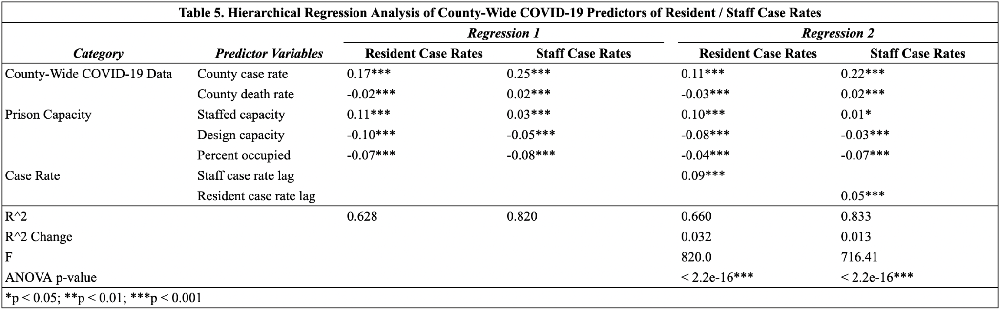 Table 5. Hierarchical Regression Analysis of County-Wide COVID-19 Predictors of Resident / Staff Case Rates
Regression 1 Regression 2
Category Predictor Variables Resident Case Rates Staff Case Rates Resident Case Rates Staff Case Rates
County-Wide COVID-19 Data County case rate 0.17*** 0.25*** 0.11*** 0.22***
County death rate -0.02*** 0.02*** -0.03*** 0.02***
Prison Capacity Staffed capacity 0.11*** 0.03*** 0.10*** 0.01*
Design capacity -0.10*** -0.05*** -0.08*** -0.03***
Percent occupied -0.07*** -0.08*** -0.04*** -0.07***
Case Rate Staff case rate lag 0.09***
Resident case rate lag 0.05***
R^2 0.628 0.820 0.660 0.833
R^2 Change 0.032 0.013
F 820.0 716.41
ANOVA p-value < 2.2e-16*** < 2.2e-16***
*p < 0.05; **p < 0.01; ***p < 0.001